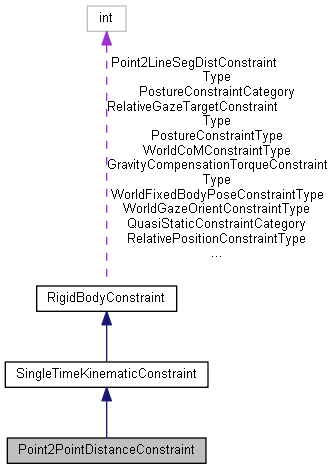 int
Point2LineSegDistConstraint
Type
PostureConstraintCategory
RelativeGazeTargetConstraint
Type
PostureConstraintType
WorldCoMConstraintType
GravityCompensationTorqueConstraint
Type
WorldFixedBodyPoseConstraintType
WorldGazeOrientConstraintType
QuasiStaticConstraintCategory
RelativePositionConstraintType
...
RigidBodyConstraint
SingleTimeKinematicConstraint
Point2PointDistanceConstraint